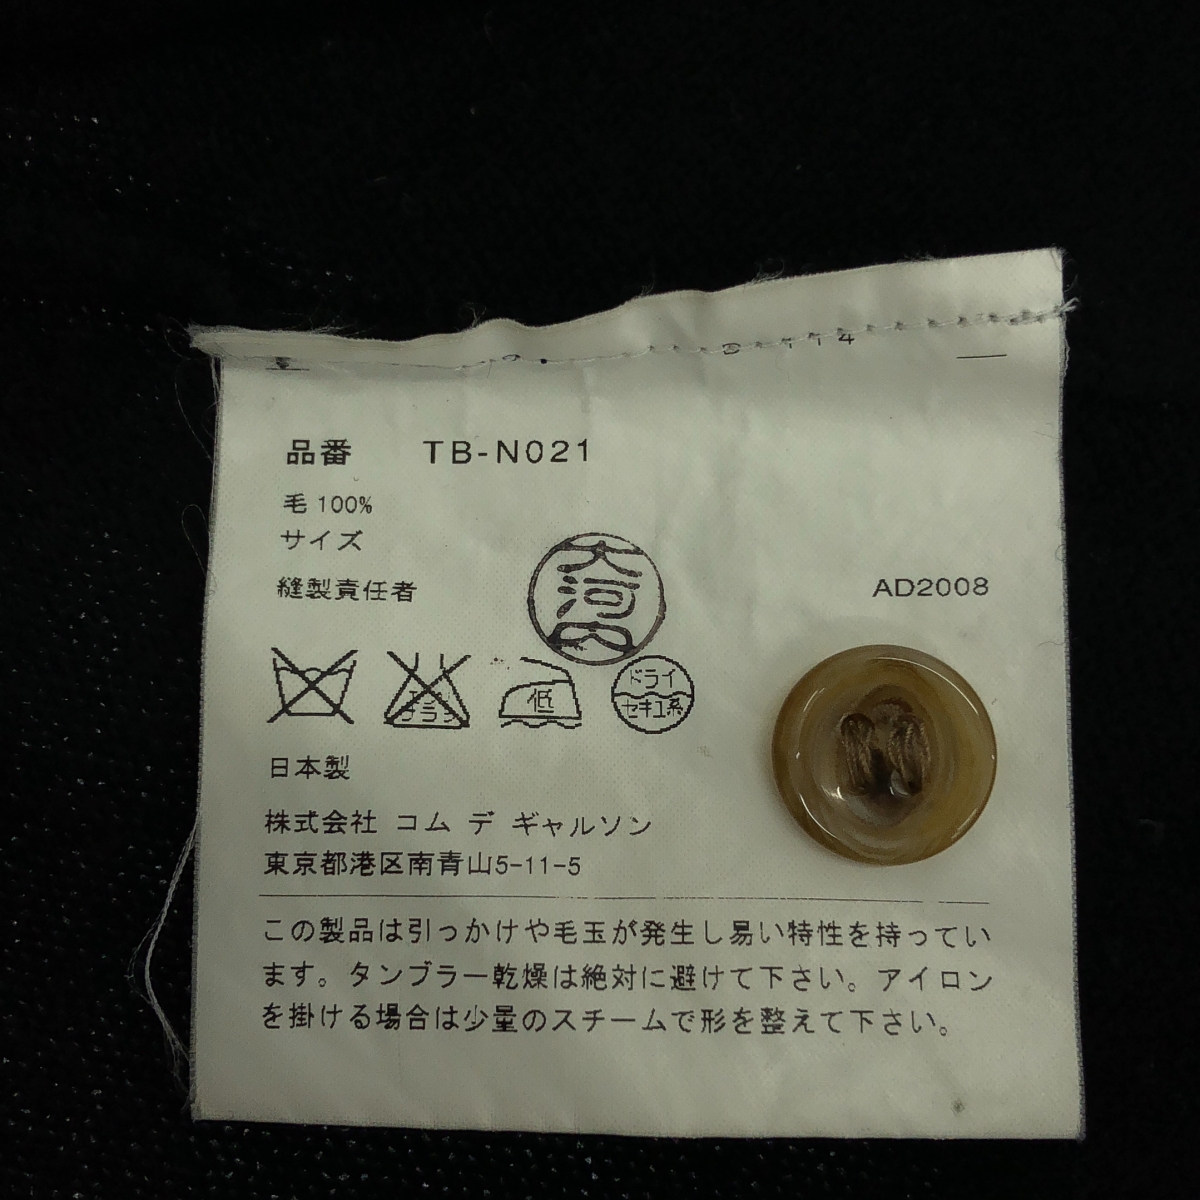 品番 TB-N021
毛 100%
サイズ
縫製責任者
大河内
AD2008
低
ドライ
セキユ系
日本製
株式会社 コム デ ギャルソン
東京都港区南青山5-11-5
この製品は引っかけや毛玉が発生し易い特性を持ってい
ます。タンブラー乾燥は絶対に避けて下さい。アイロン
を掛ける場合は少量のスチームで形を整えて下さい。